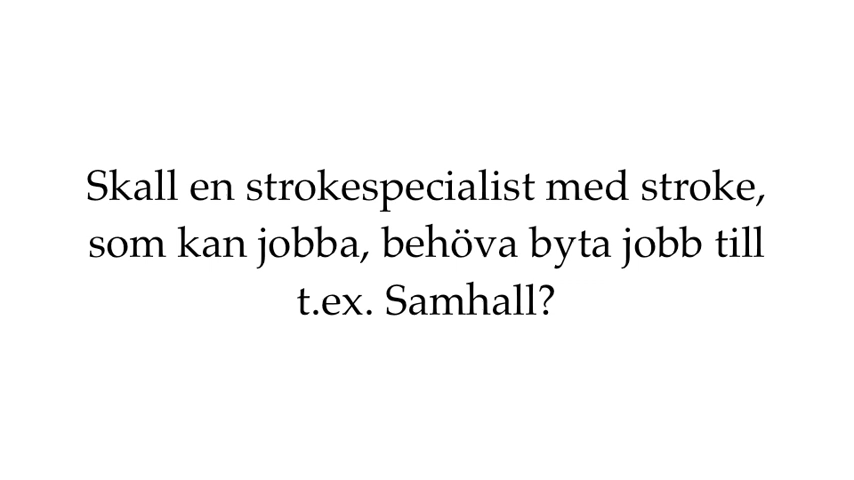 Skall en strokespecialist med stroke,
som kan jobba, behöva byta jobb till
t.ex. Samhall?